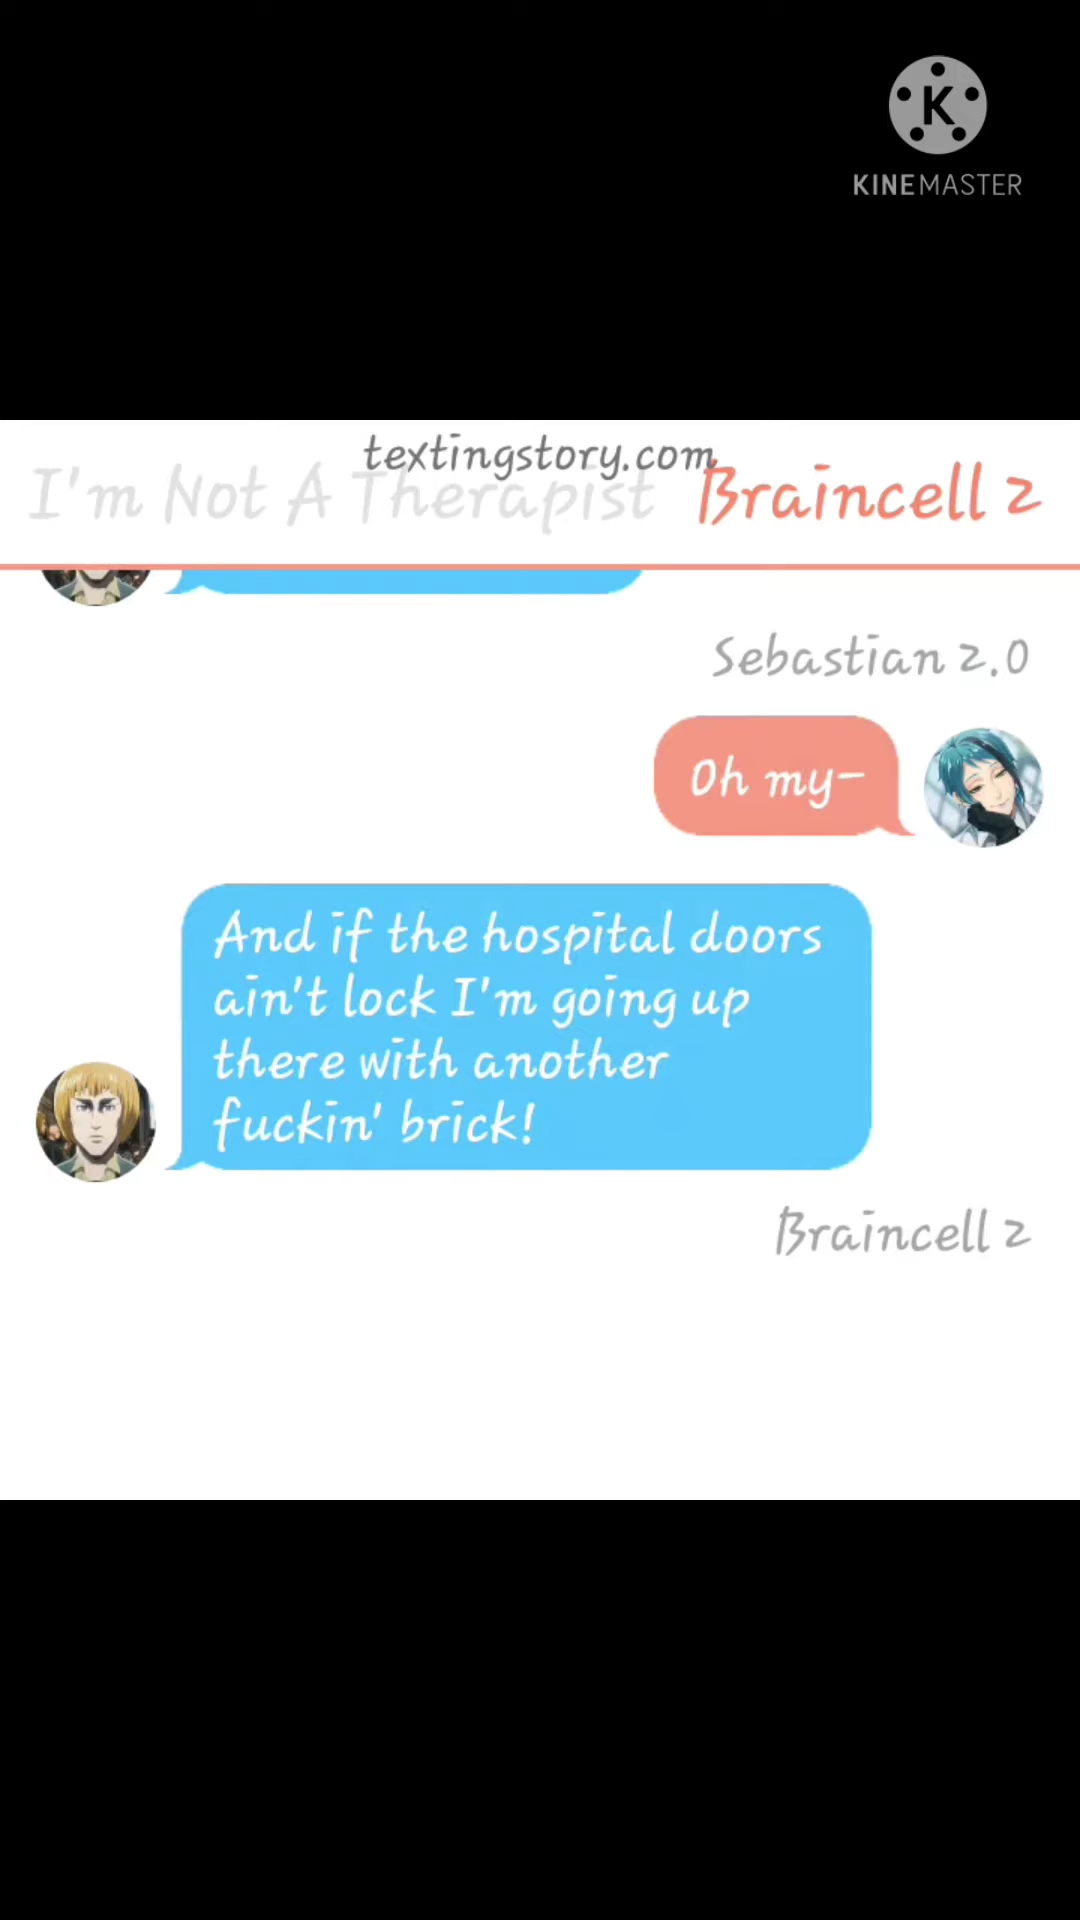 K
KINEMASTER
textingstory.com
I'm Not A Therapist Braincell 2
Sebastian 2.0
Oh my-
And if the hospital doors
ain't lock I'm going up
there with another
fuckin' brick!
Braincell 2